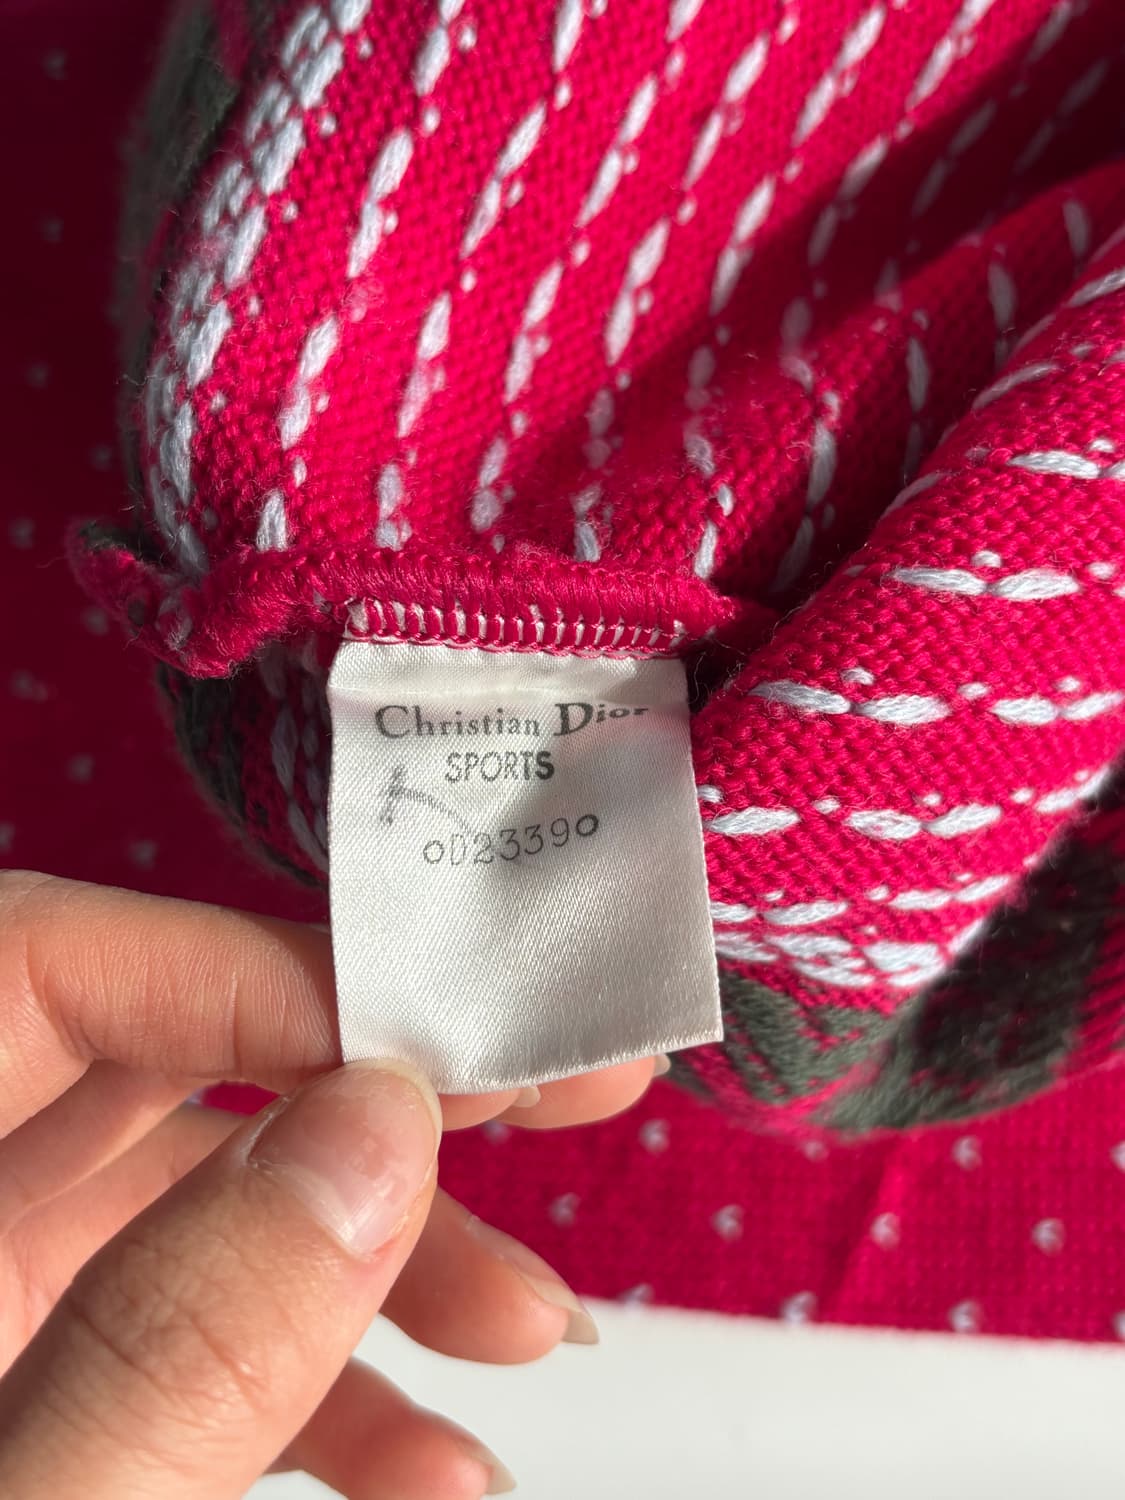 Christian Dior
SPORTS
0D23390